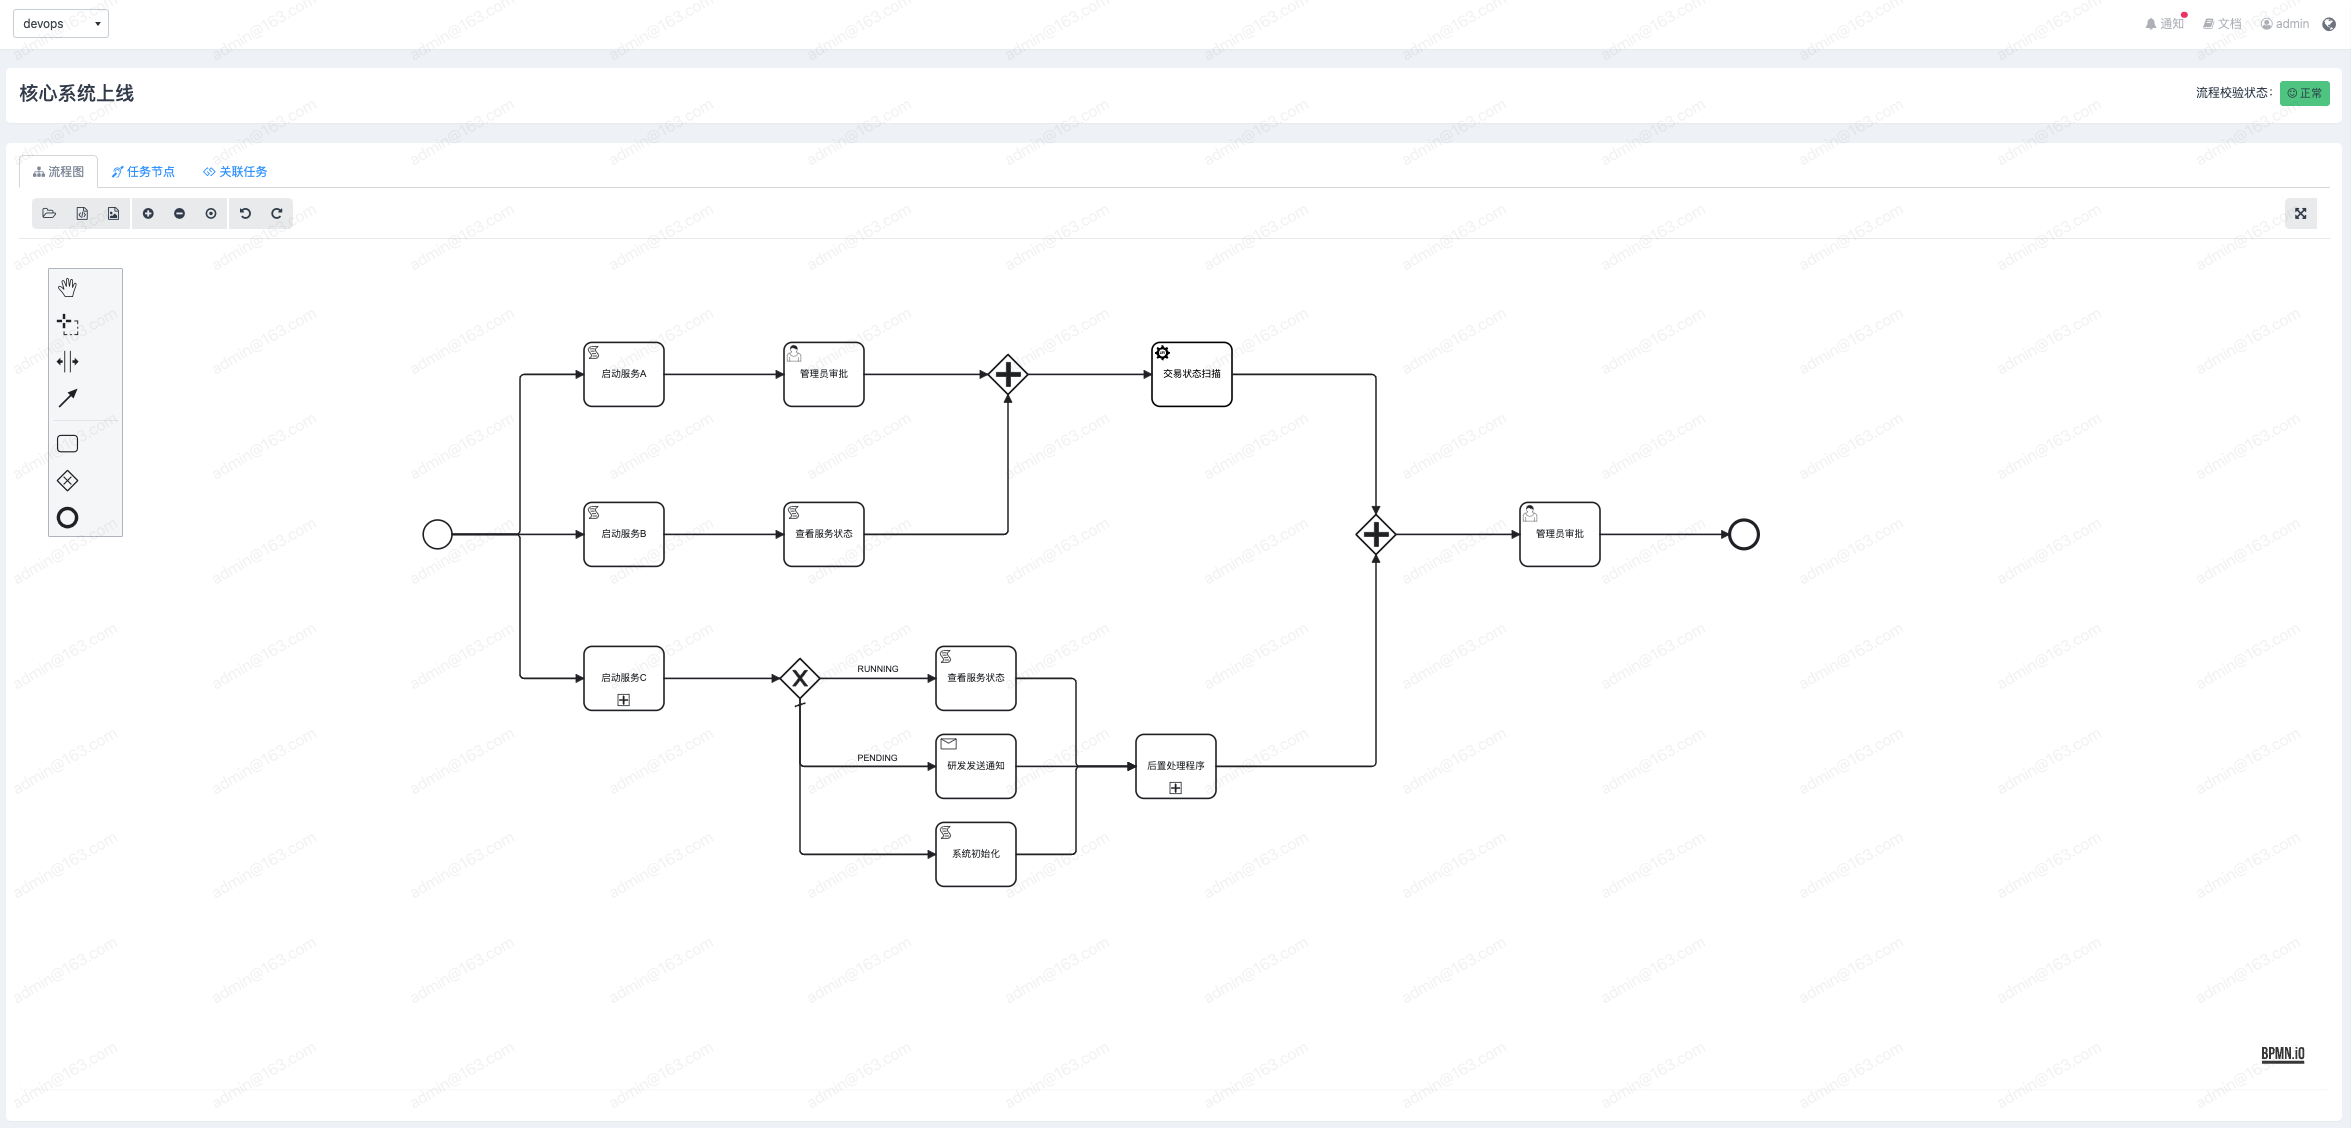 devops
通知
文档
admin
核心系统上线
流程校验状态：
正常
流程图
任务节点
关联任务
启动服务A
管理员审批
交易状态扫描
启动服务B
查看服务状态
管理员审批
启动服务C
RUNNING
查看服务状态
PENDING
研发发送通知
后置处理程序
系统初始化
BPMN.iO
admin@163.com